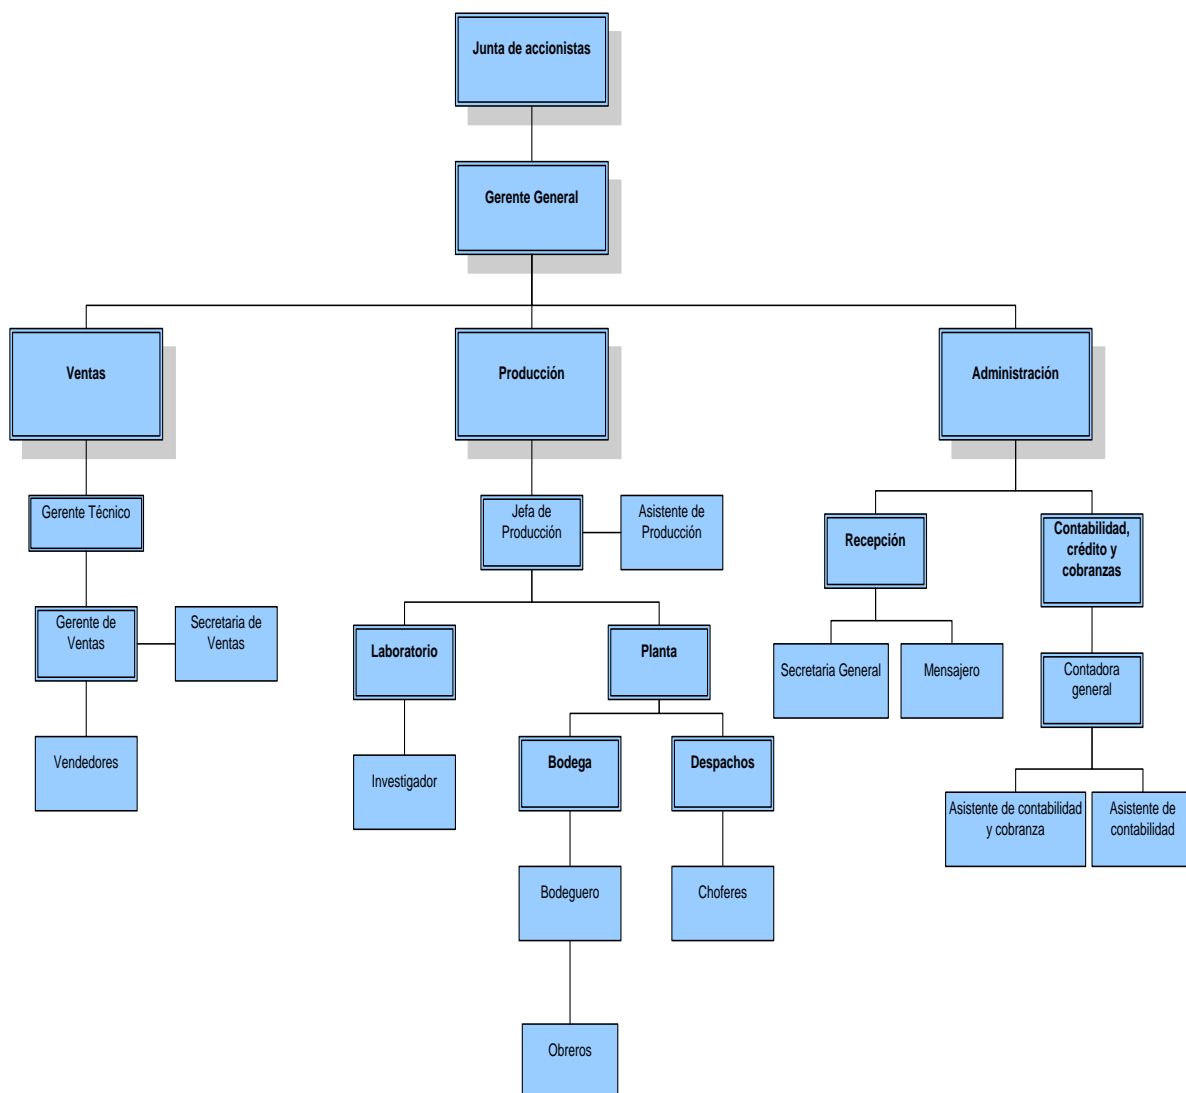 Junta de accionistas
Gerente General
Ventas
Producción
Administración
Gerente Técnico
Jefa de
Producción
Asistente de
Producción
Recepción
Contabilidad,
crédito y
cobranzas
Gerente de
Ventas
Secretaria de
Ventas
Laboratorio
Planta
Secretaria General
Mensajero
Contadora
general
Vendedores
Investigador
Bodega
Despachos
Asistente de contabilidad
y cobranza
Asistente de
contabilidad
Bodeguero
Choferes
Obreros